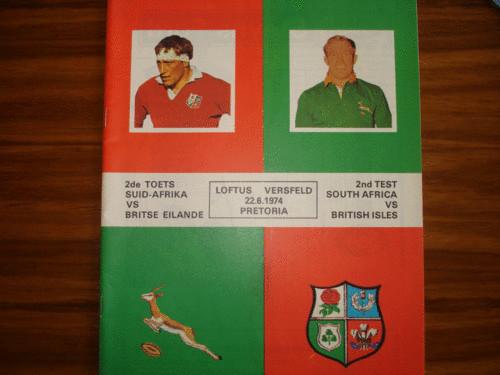 2de TOETS
SUID-AFRIKA
VS
BRITSE EILANDE
LOFTUS VERSFELD
22.6.1974
PRETORIA
2nd TEST
SOUTH AFRICA
VS
BRITISH ISLES